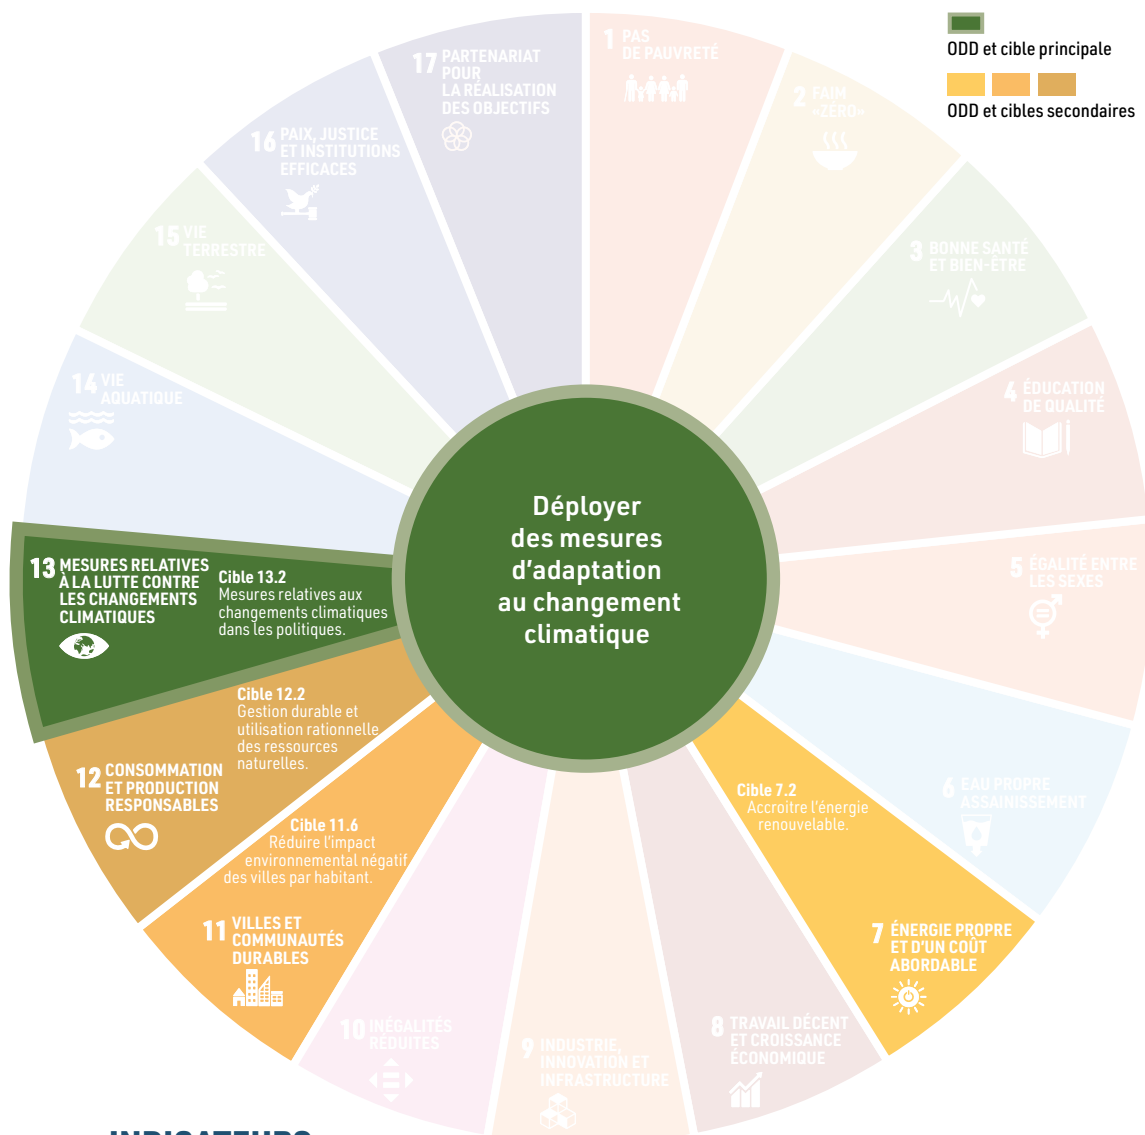 ODD et cible principale
ODD et cibles secondaires
1 PAS
DE PAUVRETÉ
2 FAIM
«ZÉRO»
3 BONNE SANTÉ
ET BIEN-ÊTRE
4 ÉDUCATION
DE QUALITÉ
5 ÉGALITÉ ENTRE
LES SEXES
6 EAU PROPRE
ASSAINISSEMENT
Cible 7.2
Accroitre l'énergie
renouvelable.
7 ÉNERGIE PROPRE
ET D'UN COÛT
ABORDABLE
8 TRAVAIL DÉCENT
ET CROISSANCE
ÉCONOMIQUE
9 INDUSTRIE,
INNOVATION ET
INFRASTRUCTURE
10 INÉGALITÉS
RÉDUITES
Cible 11.6
Réduire l'impact
environnemental négatif
des villes par habitant.
11 VILLES ET
COMMUNAUTÉS
DURABLES
Cible 12.2
Gestion durable et
utilisation rationnelle
des ressources
naturelles.
12 CONSOMMATION
ET PRODUCTION
RESPONSABLES
13 MESURES RELATIVES
À LA LUTTE CONTRE
LES CHANGEMENTS
CLIMATIQUES
Cible 13.2
Mesures relatives aux
changements climatiques
dans les politiques.
14 VIE
AQUATIQUE
15 VIE
TERRESTRE
16 PAIX, JUSTICE
ET INSTITUTIONS
EFFICACES
17 PARTENARIAT
POUR
LA RÉALISATION
DES OBJECTIFS
Déployer
des mesures
d'adaptation
au changement
climatique
INDICATEURS